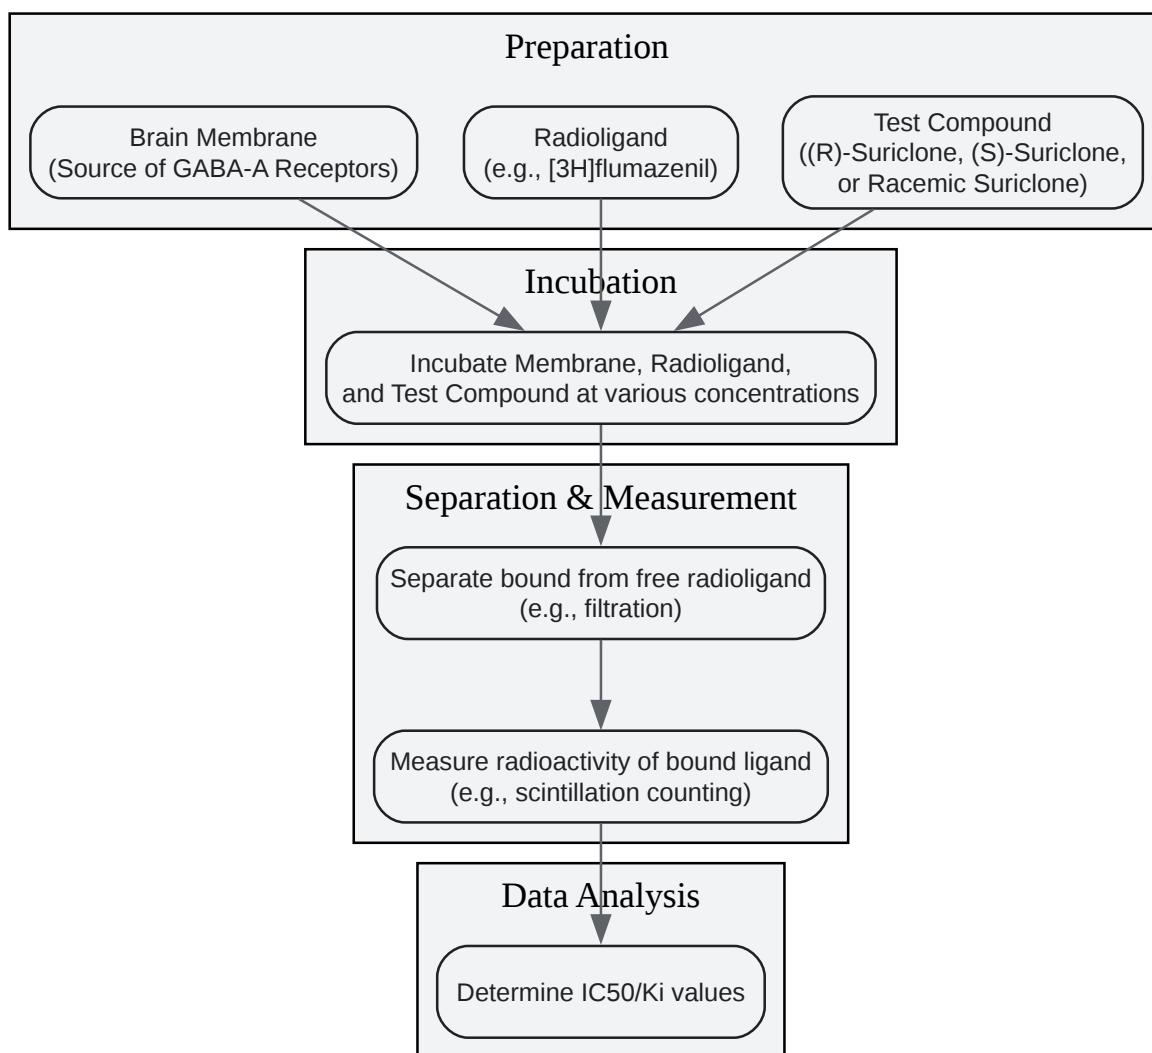 Preparation
Brain Membrane
(Source of GABA-A Receptors)
Radioligand
(e.g., [3H]flumazenil)
Test Compound
((R)-Suriclone, (S)-Suriclone,
or Racemic Suriclone)
Incubation
Incubate Membrane, Radioligand,
and Test Compound at various concentrations
Separation & Measurement
Separate bound from free radioligand
(e.g., filtration)
Measure radioactivity of bound ligand
(e.g., scintillation counting)
Data Analysis
Determine IC50/Ki values